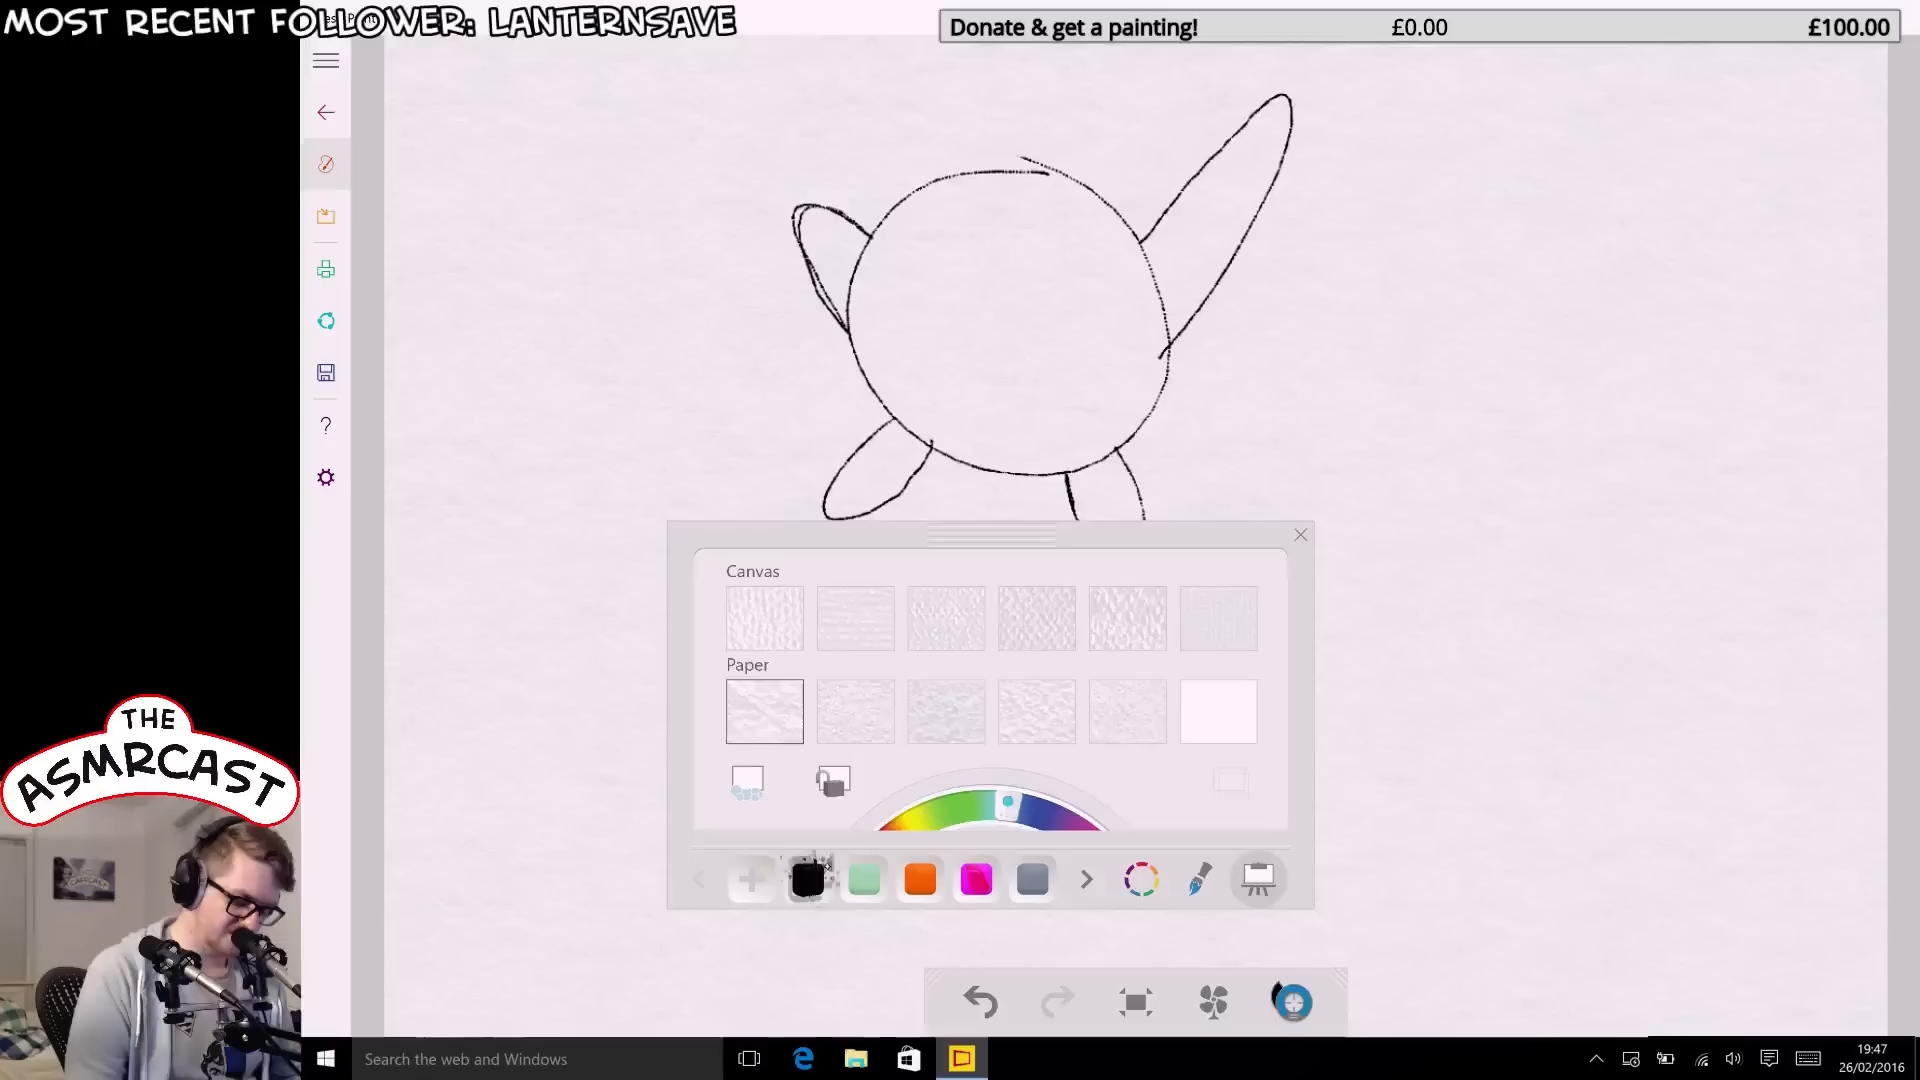 MOST RECENT FOLLOWER: LANTERNSAVE
Donate & get a painting! £0.00 £100.00
Canvas
Paper
THE
ASMRCAST
Search the web and Windows
19:47
26/02/2016